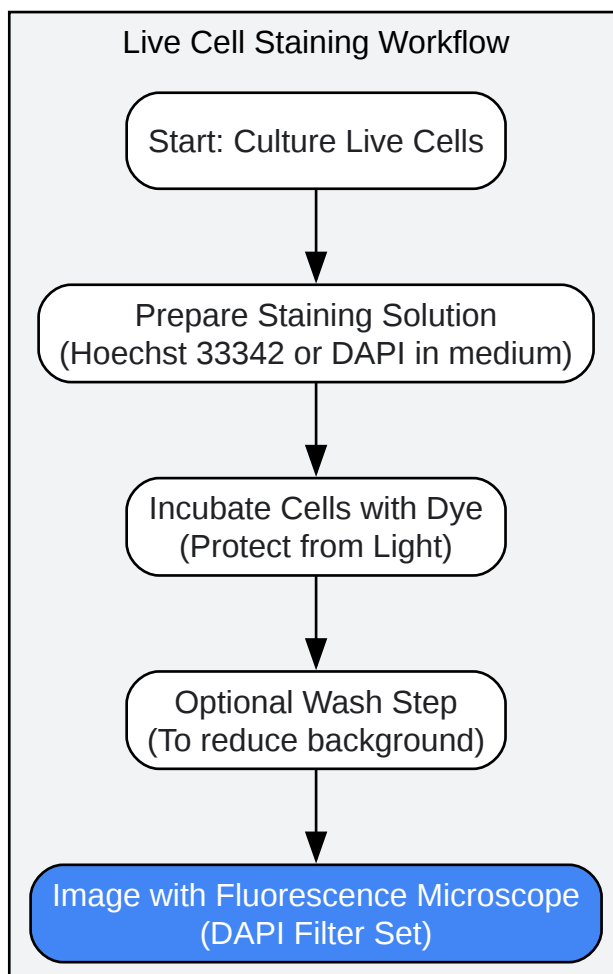 Live Cell Staining Workflow
Start: Culture Live Cells
Prepare Staining Solution
(Hoechst 33342 or DAPI in medium)
Incubate Cells with Dye
(Protect from Light)
Optional Wash Step
(To reduce background)
Image with Fluorescence Microscope
(DAPI Filter Set)